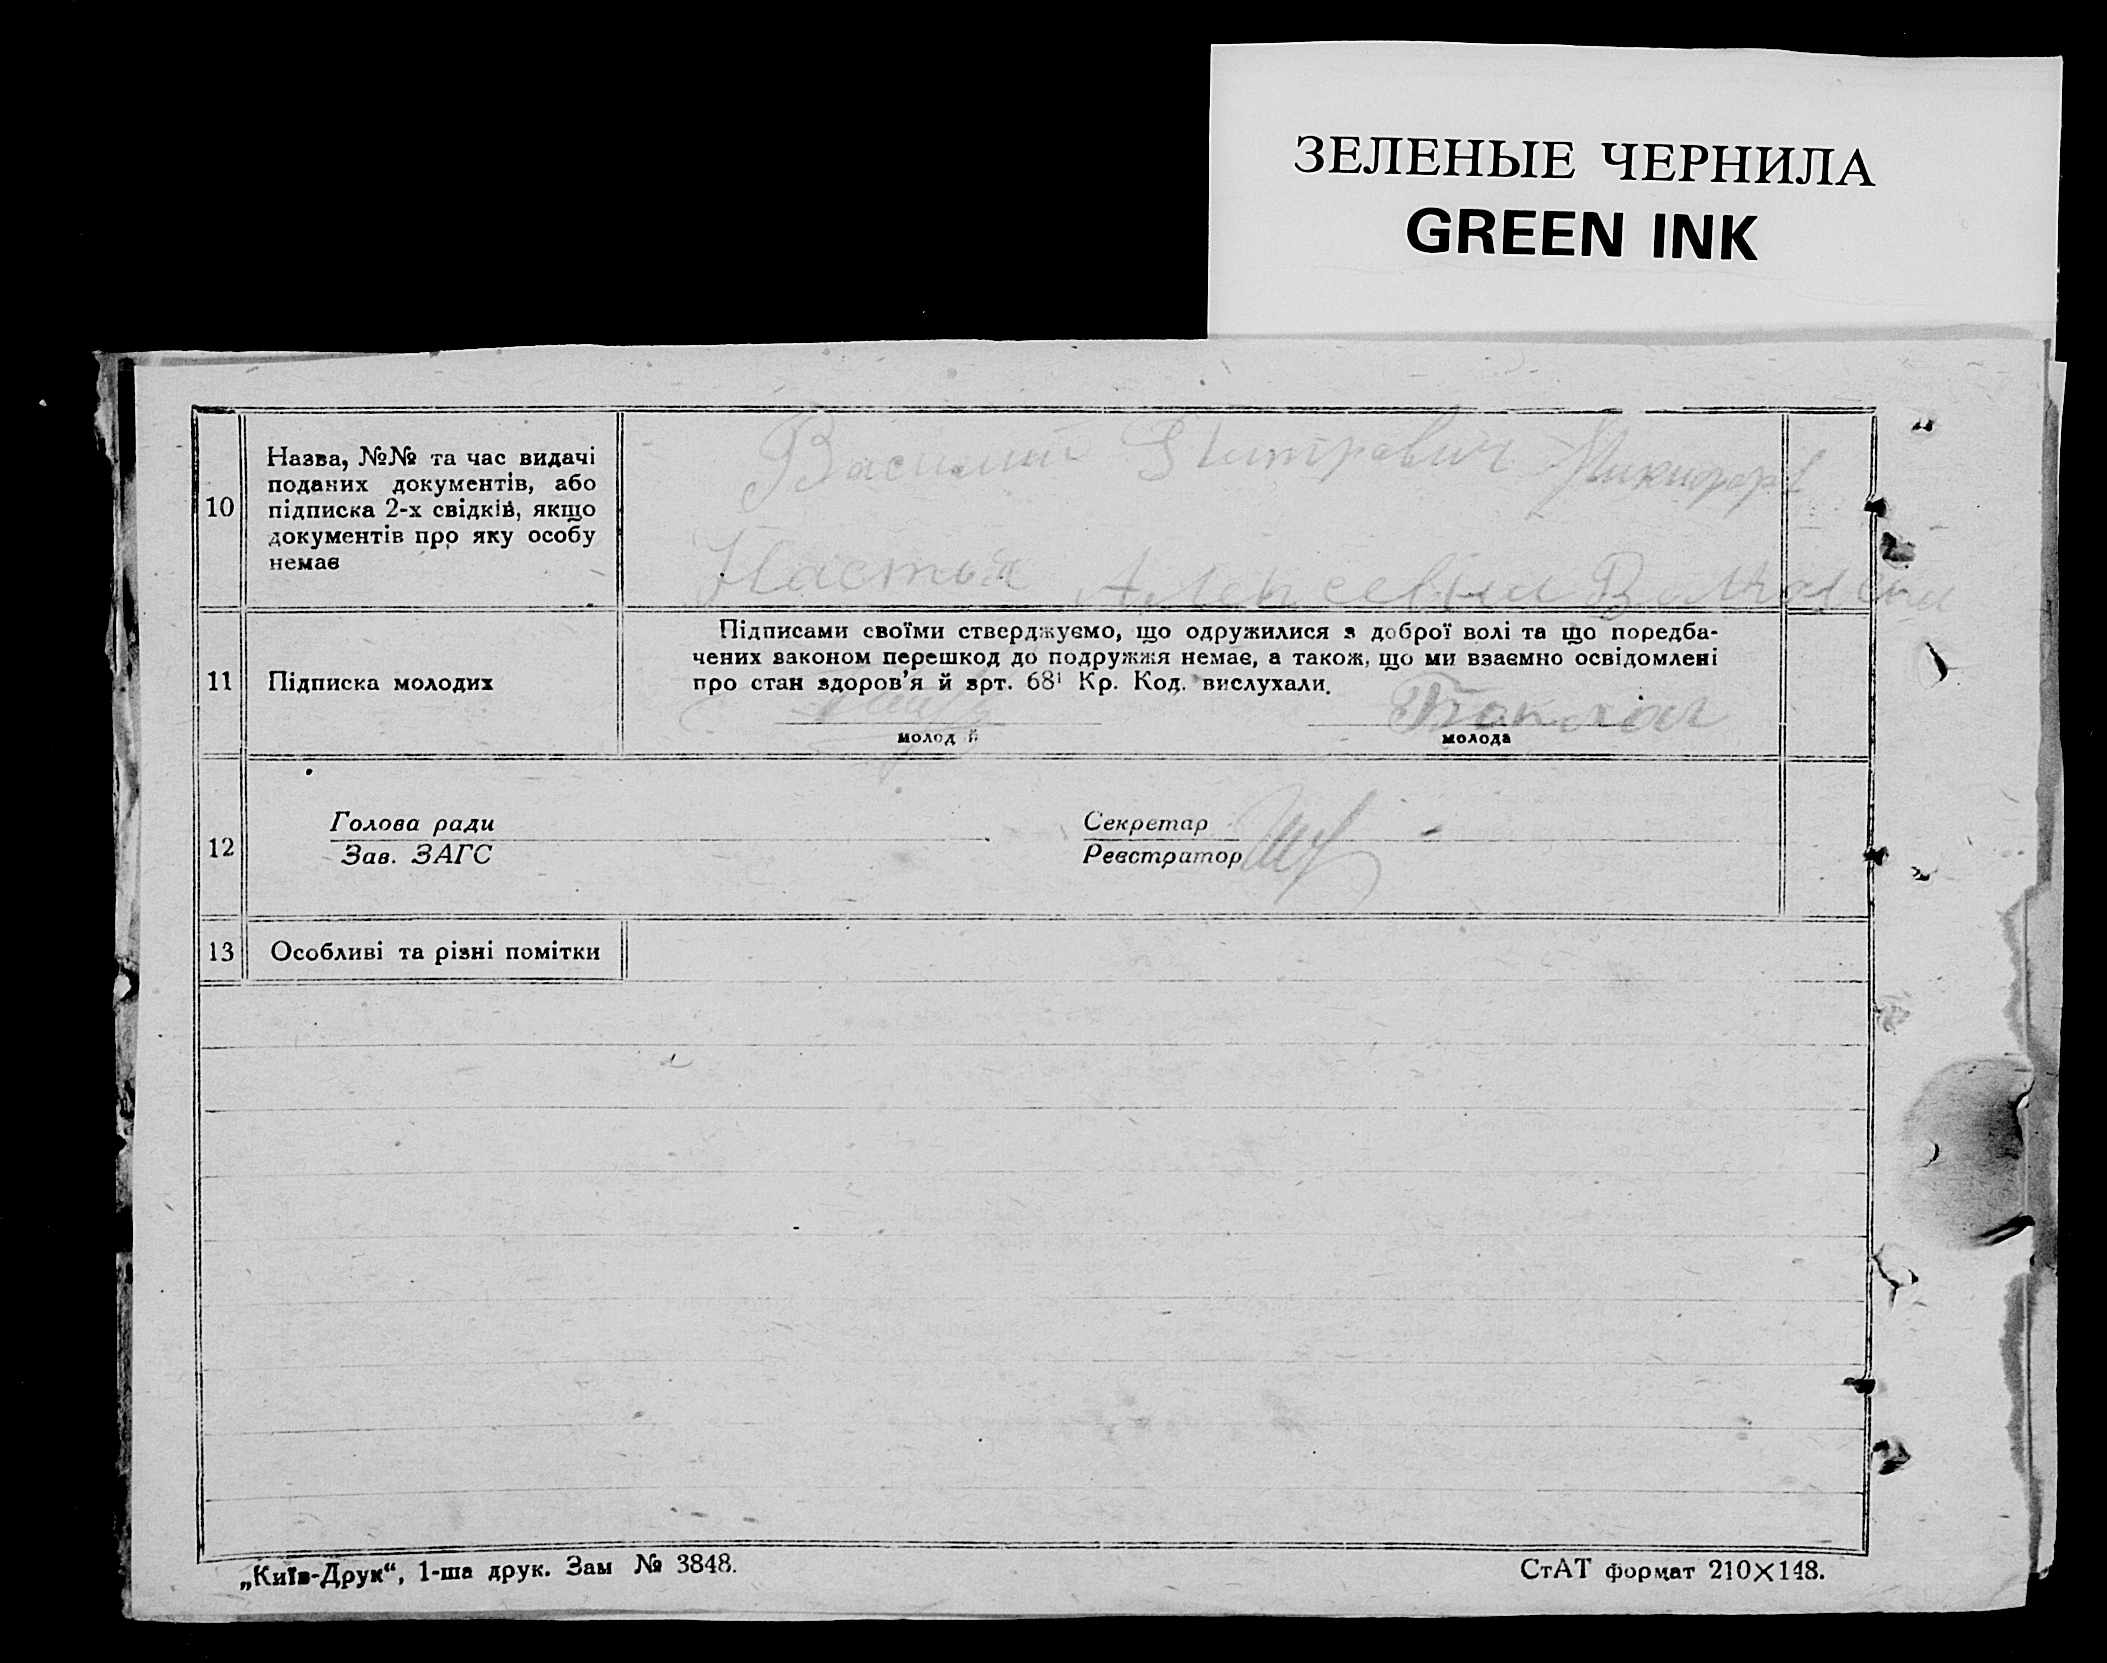 ЗЕЛЕНЫЕ ЧЕРНИЛА
GREEN INK
10
Назва, №№ та час видачі
поданих документів, або
підписка 2-х свідків, якщо
документів про яку особу
немає
Василий Дмитрович Никифоров
Настья Алексевна
11
Підписка молодих
Підписами своїми стверджуємо, що одружилися з доброї волі та що поредба-
чених законом перешкод до подружжя немає, а також, що ми взаємно освідомлені
про стан здоров'я й арт. 68¹ Кр. Код. вислухали.
молодий
молода
12
Голова ради
Зав. ЗАГС
Секретар
Реєстратор
13
Особливі та різні помітки
„Київ-Друк“, 1-ша друк. Зам № 3848.
СтАТ формат 210×148.